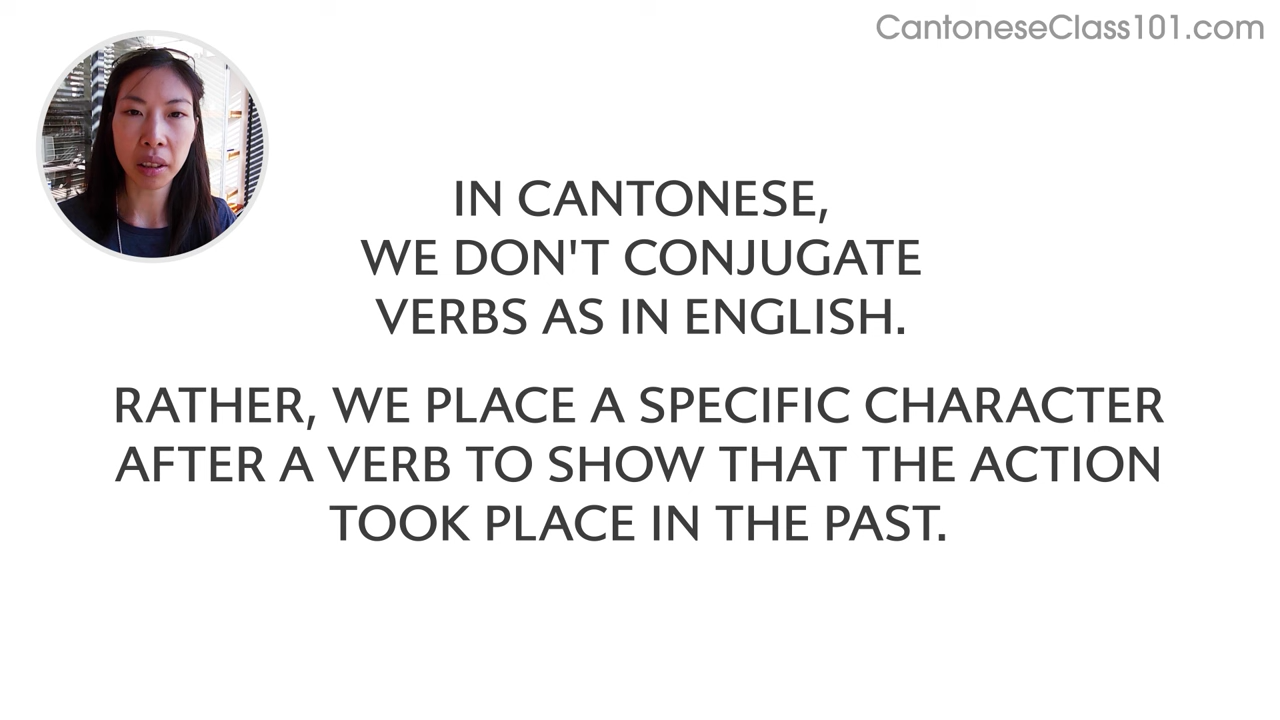 CantoneseClass101.com
IN CANTONESE,
WE DON'T CONJUGATE
VERBS AS IN ENGLISH.
RATHER, WE PLACE A SPECIFIC CHARACTER
AFTER A VERB TO SHOW THAT THE ACTION
TOOK PLACE IN THE PAST.